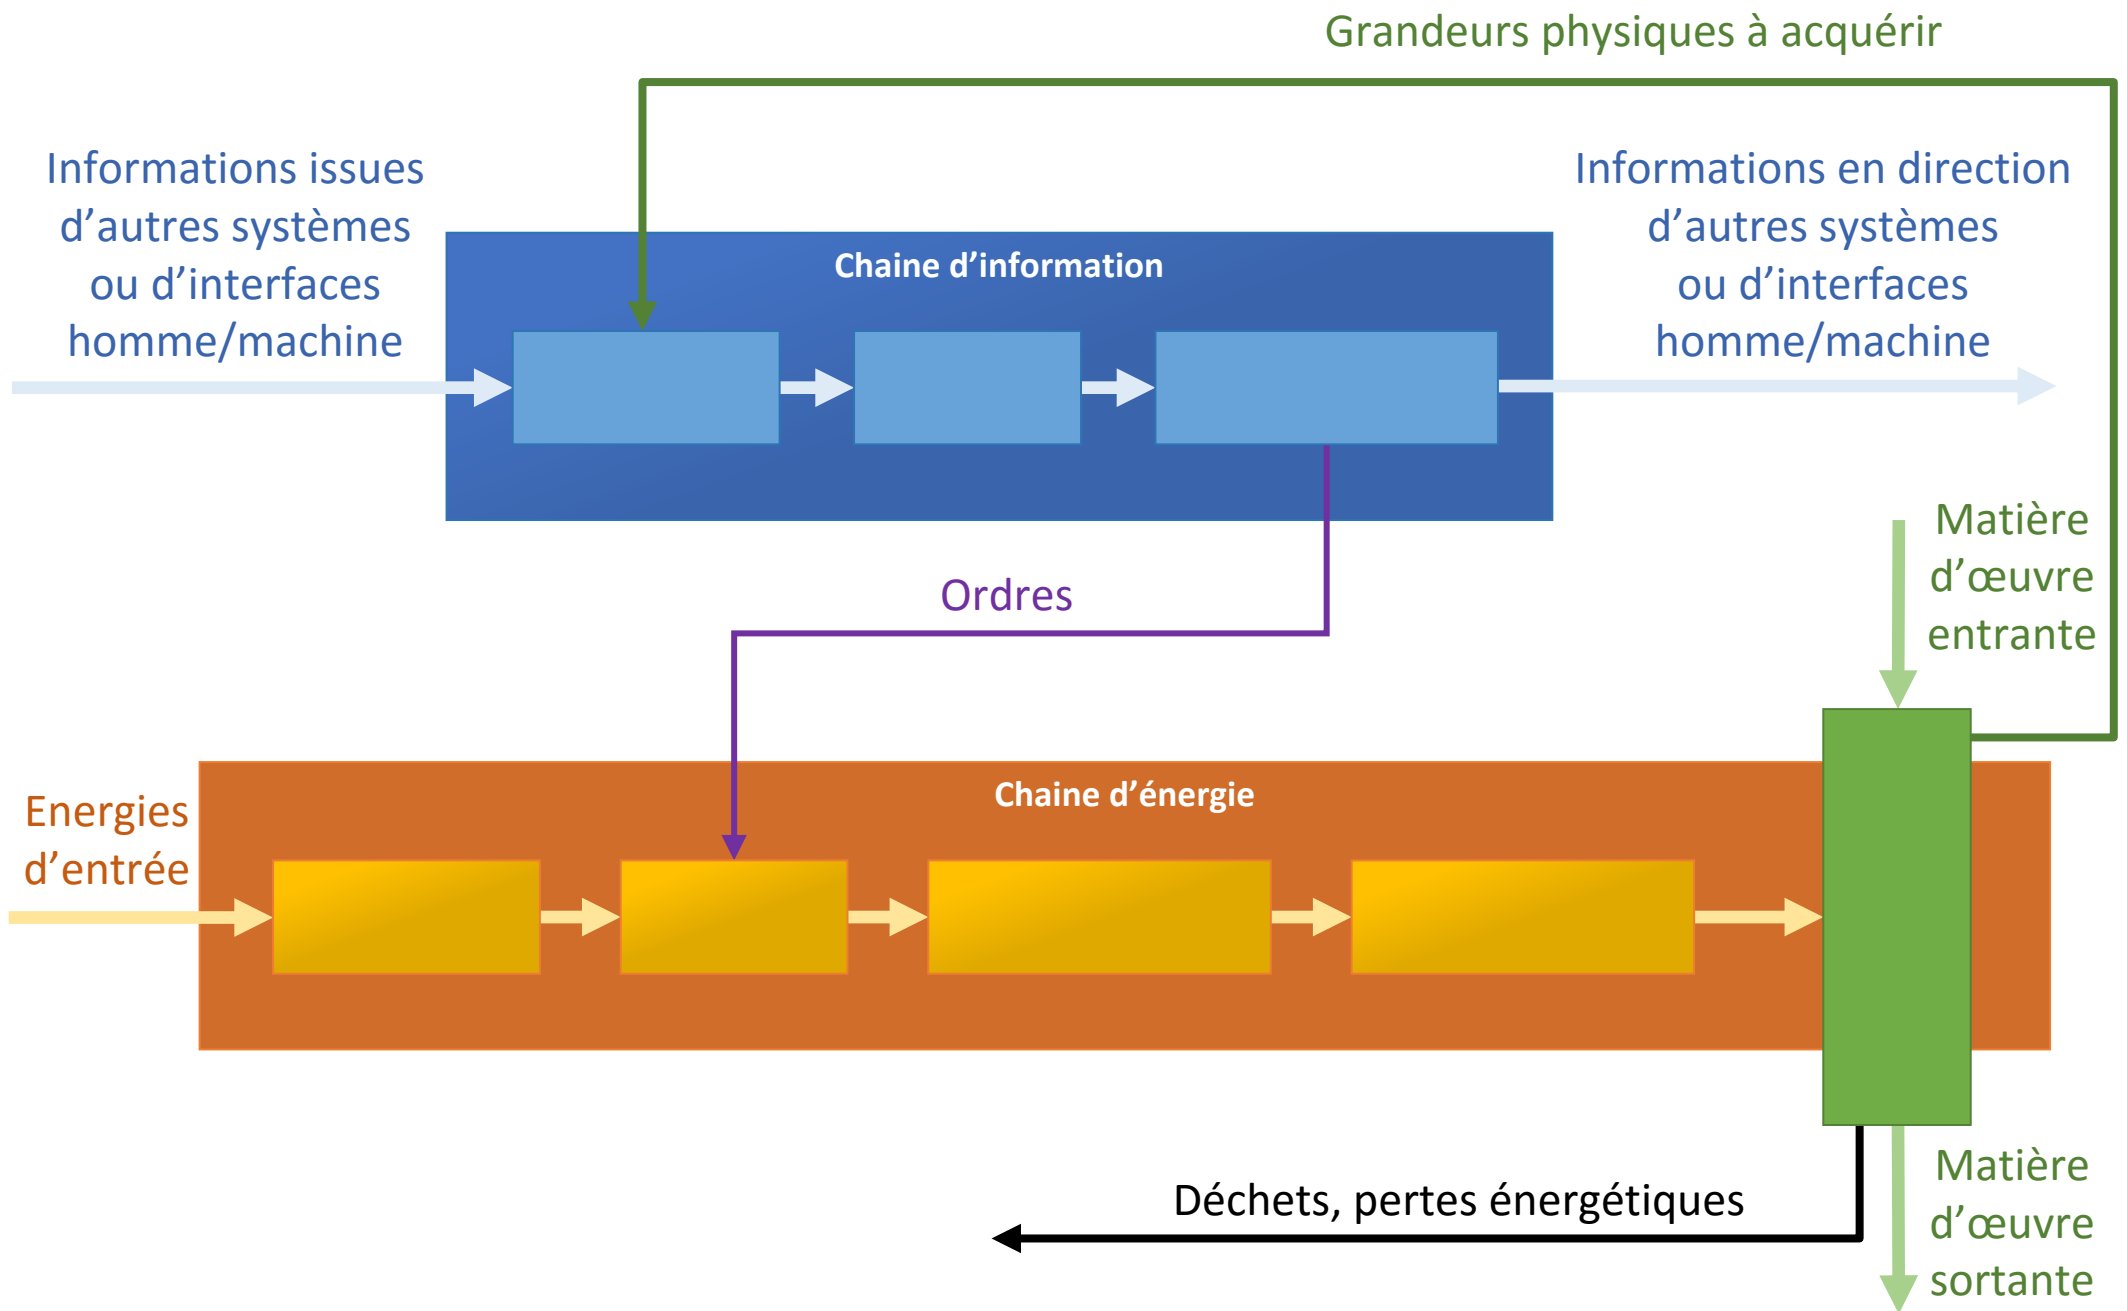 Grandeurs physiques à acquérir
Informations issues
d’autres systèmes
ou d’interfaces
homme/machine
Chaine d’information
Informations en direction
d’autres systèmes
ou d’interfaces
homme/machine
Matière
d’œuvre
entrante
Ordres
Energies
d’entrée
Chaine d’énergie
Déchets, pertes énergétiques
Matière
d’œuvre
sortante